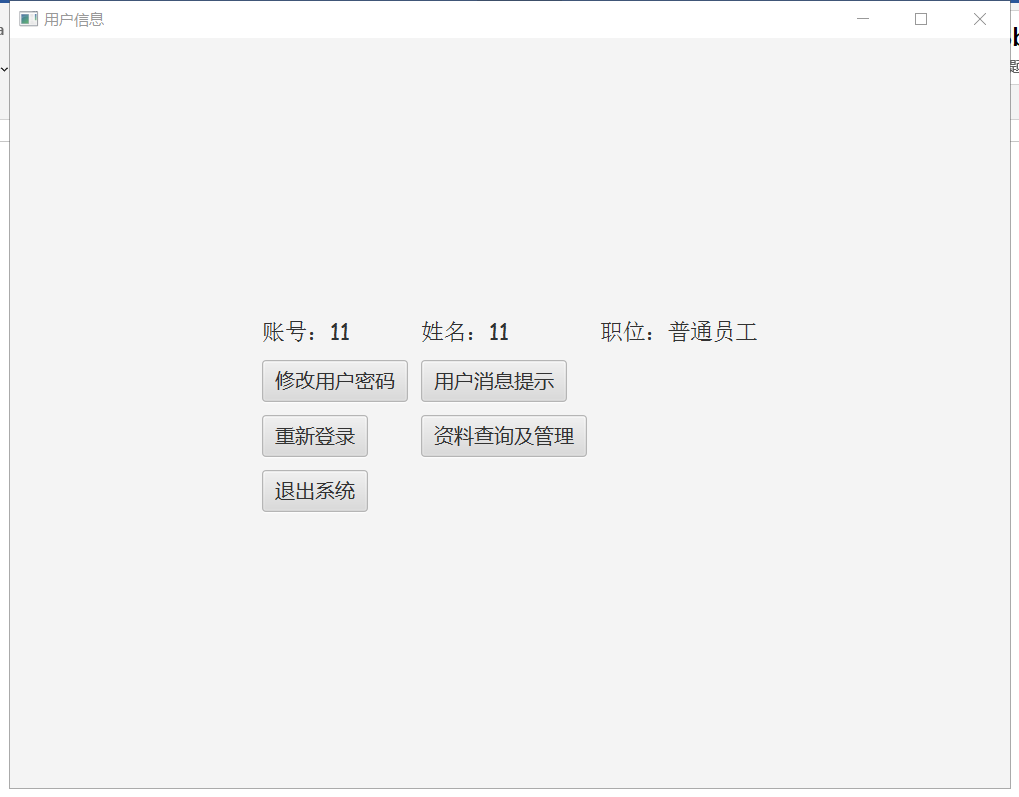 用户信息
账号：11 姓名：11 职位：普通员工
修改用户密码 用户消息提示
重新登录 资料查询及管理
退出系统